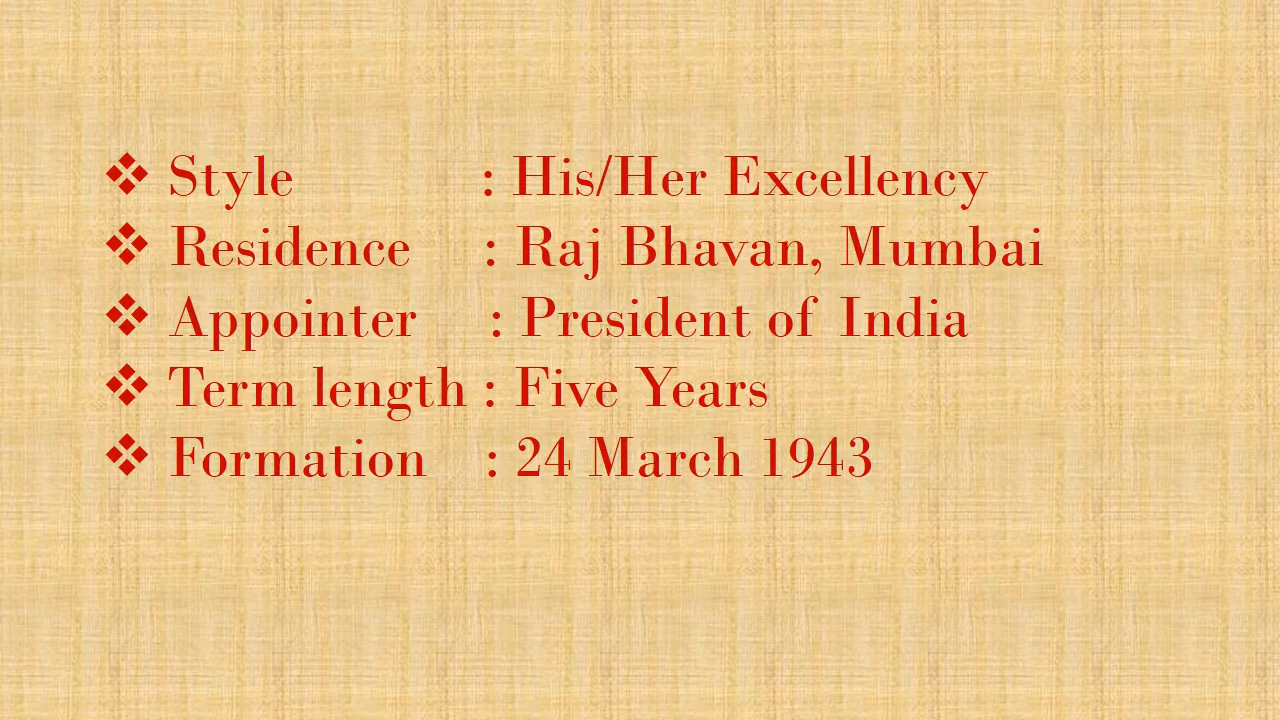 ❖ Style : His/Her Excellency
❖ Residence : Raj Bhavan, Mumbai
❖ Appointer : President of India
❖ Term length : Five Years
❖ Formation : 24 March 1943